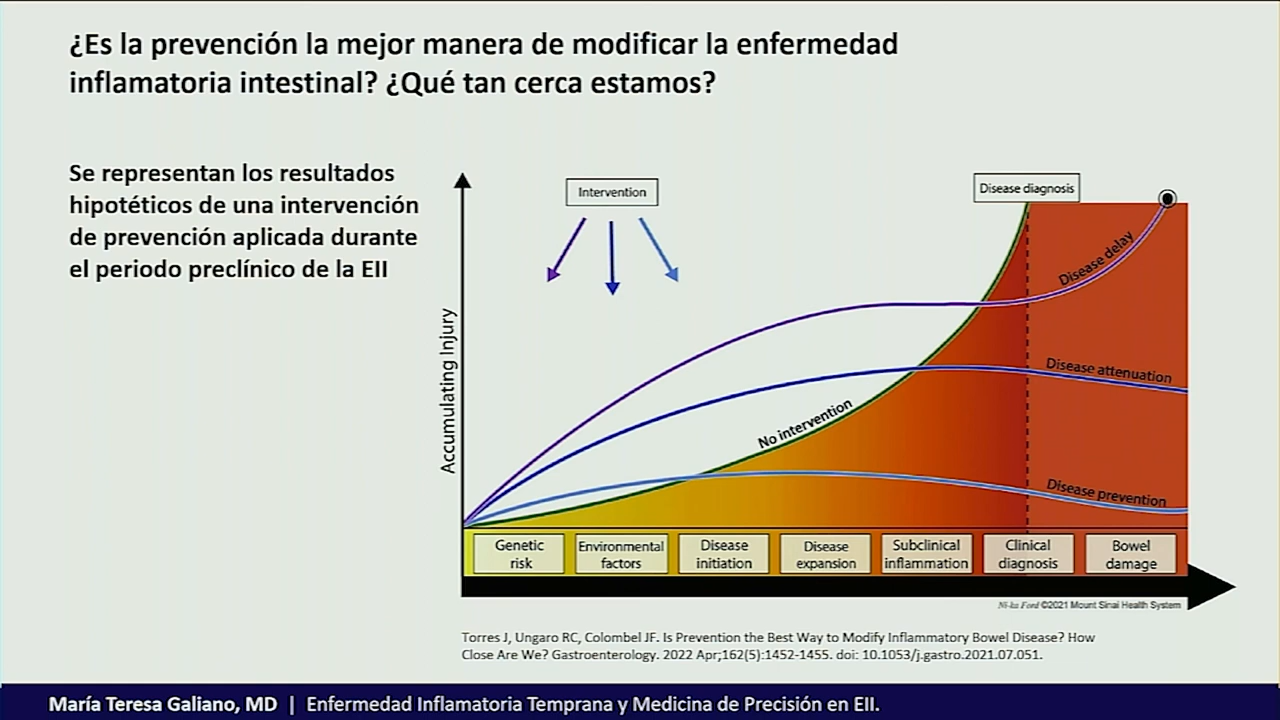 ¿Es la prevención la mejor manera de modificar la enfermedad
inflamatoria intestinal? ¿Qué tan cerca estamos?
Se representan los resultados
hipotéticos de una intervención
de prevención aplicada durante
el periodo preclínico de la EII
Intervention
Disease diagnosis
Accumulating Injury
Disease delay
Disease attenuation
No intervention
Disease prevention
Genetic
risk
Environmental
factors
Disease
initiation
Disease
expansion
Subclinical
inflammation
Clinical
diagnosis
Bowel
damage
Ni-ka Ford ©2021 Mount Sinai Health System
Torres J, Ungaro RC, Colombel JF. Is Prevention the Best Way to Modify Inflammatory Bowel Disease? How
Close Are We? Gastroenterology. 2022 Apr;162(5):1452-1455. doi: 10.1053/j.gastro.2021.07.051.
María Teresa Galiano, MD | Enfermedad Inflamatoria Temprana y Medicina de Precisión en EII.